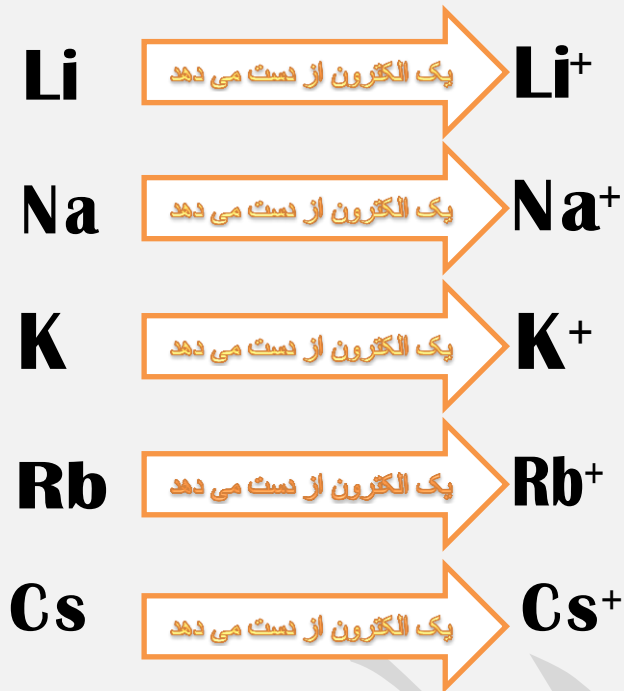 Li یک الکترون از دست می دهد Li⁺
Na یک الکترون از دست می دهد Na⁺
K یک الکترون از دست می دهد K⁺
Rb یک الکترون از دست می دهد Rb⁺
Cs یک الکترون از دست می دهد Cs⁺